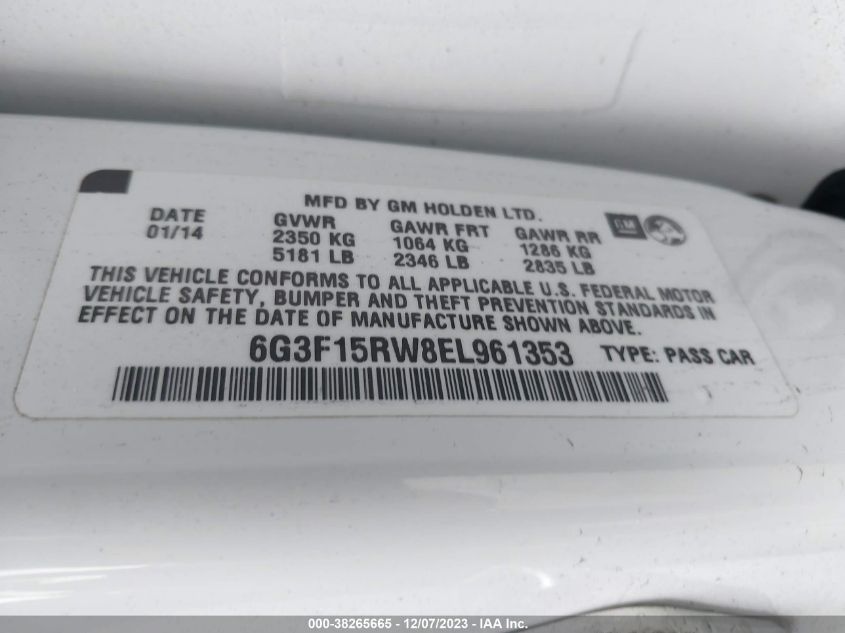 MFD BY GM HOLDEN LTD.
DATE GVWR GAWR FRT GAWR RR GM
01/14 2350 KG 1064 KG 1286 KG
5181 LB 2346 LB 2835 LB
THIS VEHICLE CONFORMS TO ALL APPLICABLE U.S. FEDERAL MOTOR
VEHICLE SAFETY, BUMPER AND THEFT PREVENTION STANDARDS IN
EFFECT ON THE DATE OF MANUFACTURE SHOWN ABOVE.
6G3F15RW8EL961353 TYPE: PASS CAR
000-38265665 - 12/07/2023 - IAA Inc.